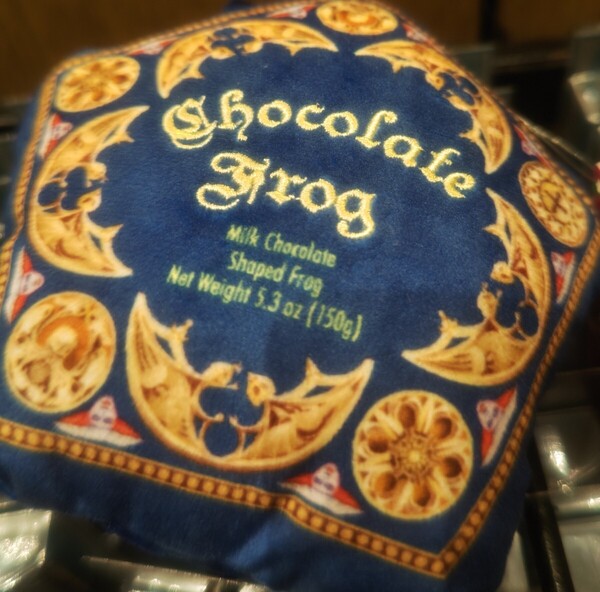 Chocolate
Frog
Milk Chocolate
Shaped Frog
Net Weight 5.3 oz (150g)